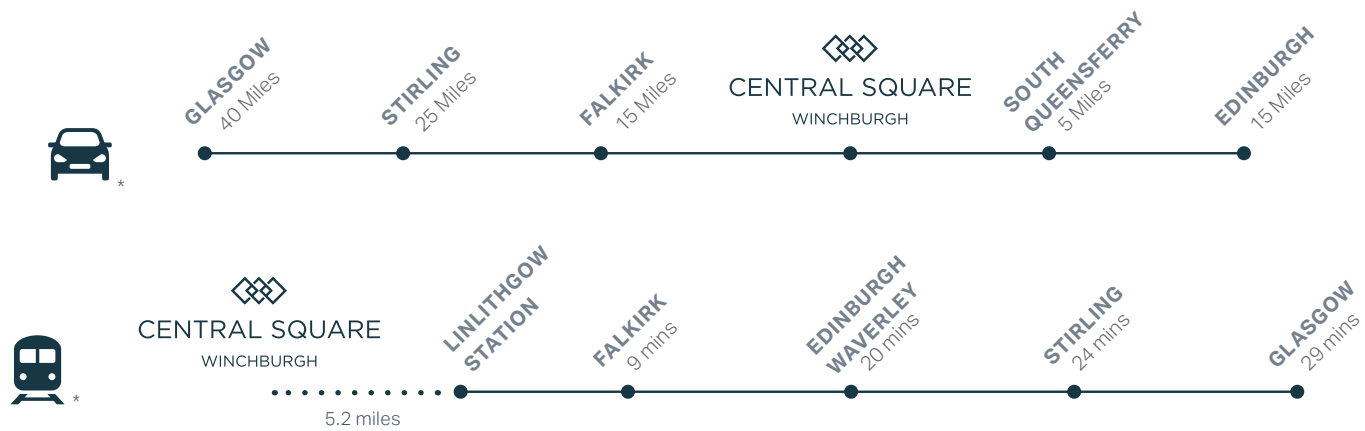 GLASGOW
40 Miles
STIRLING
25 Miles
FALKIRK
15 Miles
CENTRAL SQUARE
WINCHBURGH
SOUTH
QUEENSFERRY
5 Miles
EDINBURGH
15 Miles
*
CENTRAL SQUARE
WINCHBURGH
LINLITHGOW
STATION
FALKIRK
9 mins
EDINBURGH
WAVERLEY
20 mins
STIRLING
24 mins
GLASGOW
29 mins
*
5.2 miles